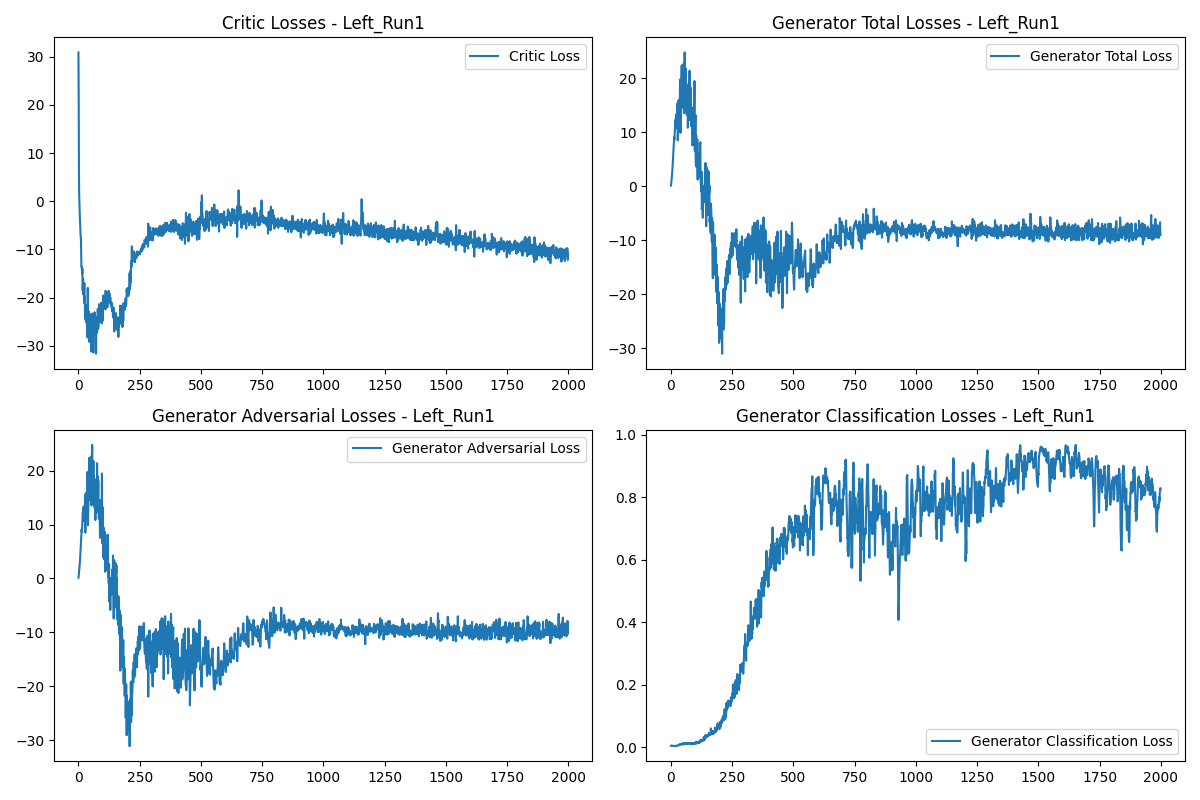 Critic Losses - Left_Run1
Critic Loss
30
20
10
0
−10
−20
−30
0 250 500 750 1000 1250 1500 1750 2000
Generator Total Losses - Left_Run1
Generator Total Loss
20
10
0
−10
−20
−30
0 250 500 750 1000 1250 1500 1750 2000
Generator Adversarial Losses - Left_Run1
Generator Adversarial Loss
20
10
0
−10
−20
−30
0 250 500 750 1000 1250 1500 1750 2000
Generator Classification Losses - Left_Run1
1.0
0.8
0.6
0.4
0.2
0.0
Generator Classification Loss
0 250 500 750 1000 1250 1500 1750 2000